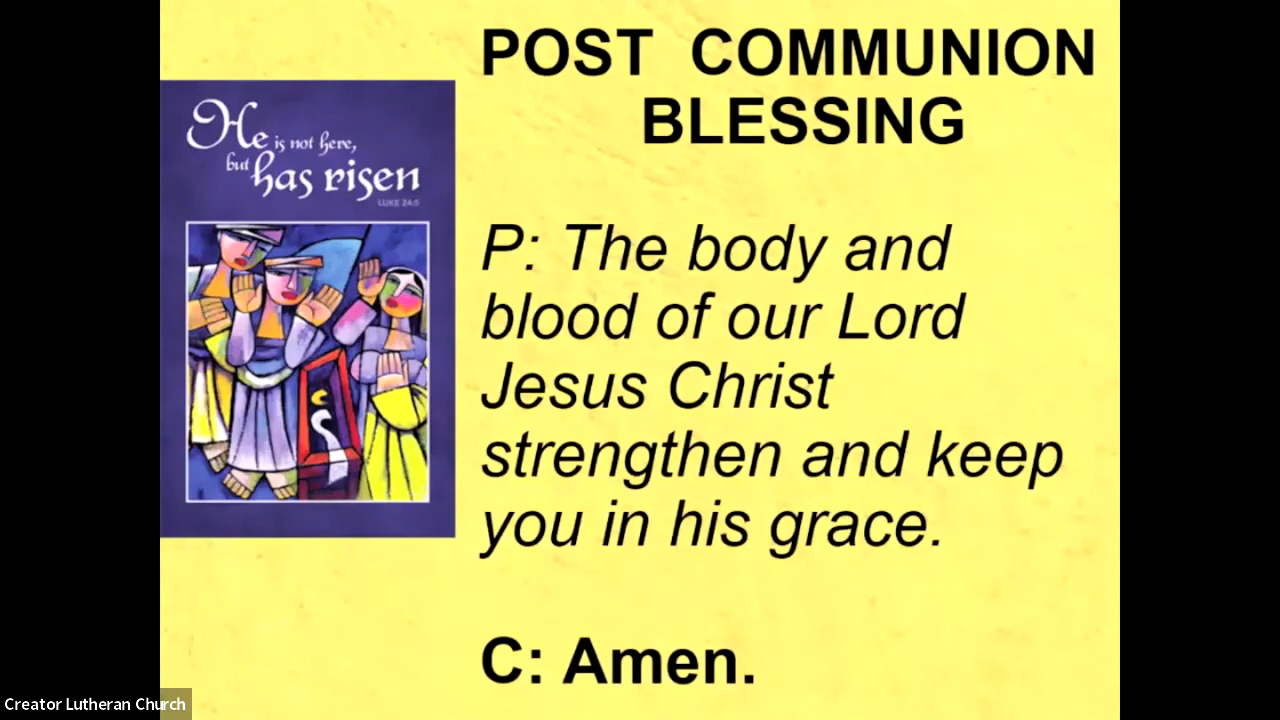 POST COMMUNION
BLESSING
He is not here,
but has risen
LUKE 24:5
P: The body and
blood of our Lord
Jesus Christ
strengthen and keep
you in his grace.
C: Amen.
Creator Lutheran Church